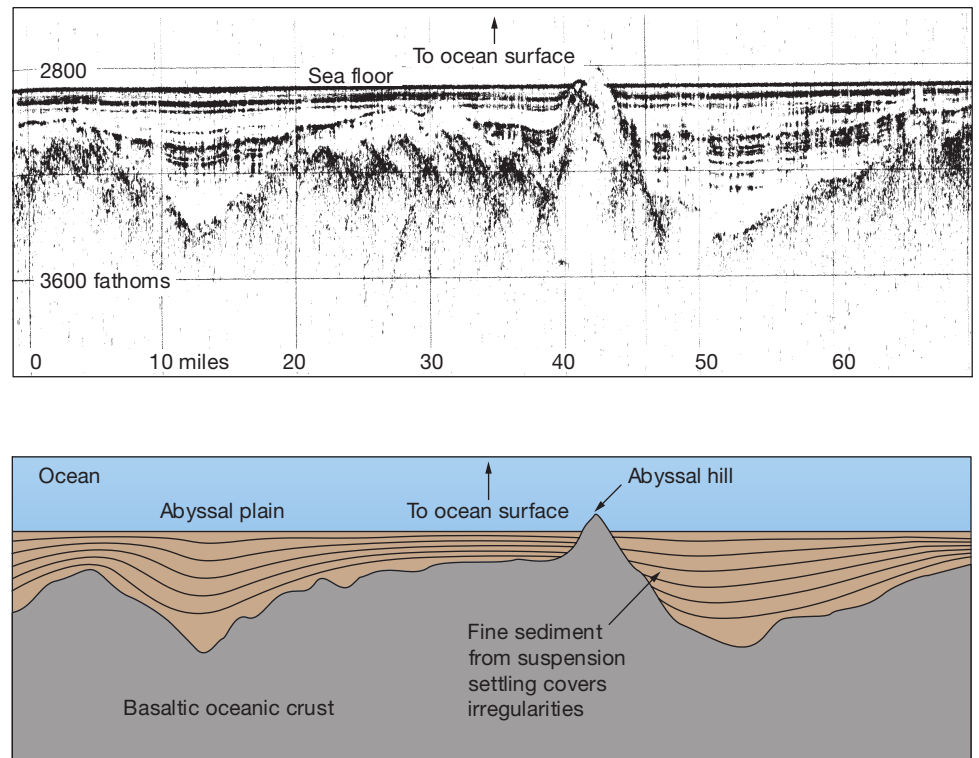 To ocean surface
2800
Sea floor
3600 fathoms
0
10 miles
20
30
40
50
60
Ocean
Abyssal plain
To ocean surface
Abyssal hill
Fine sediment
from suspension
settling covers
irregularities
Basaltic oceanic crust